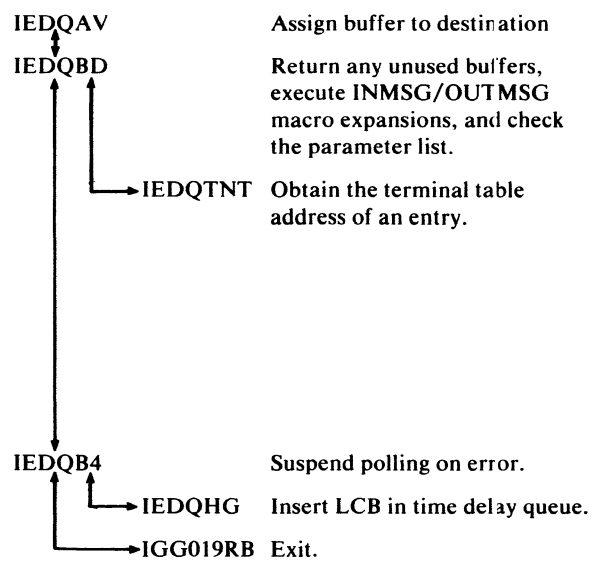 IEDQAV Assign buffer to destination
IEDQBD Return any unused buffers,
execute INMSG/OUTMSG
macro expansions, and check
the parameter list.
IEDQTNT Obtain the terminal table
address of an entry.
IEDQB4 Suspend polling on error.
IEDQHG Insert LCB in time delay queue.
IGG019RB Exit.